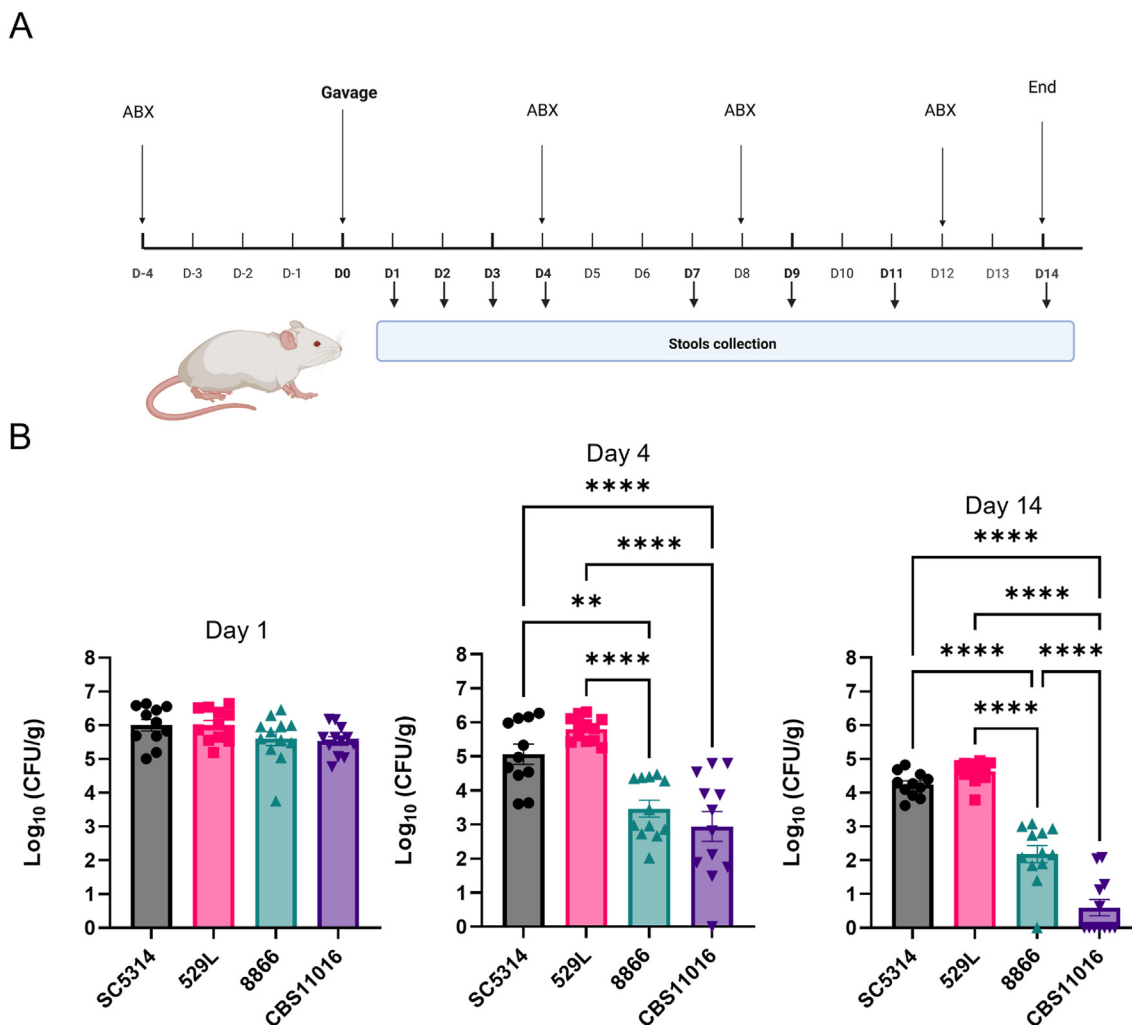 A
Gavage
End
ABX ABX ABX ABX
D-4 D-3 D-2 D-1 D0 D1 D2 D3 D4 D5 D6 D7 D8 D9 D10 D11 D12 D13 D14
Stools collection
B
Day 1
8
7
6
5
4
3
2
1
0
Log10 (CFU/g)
SC5314 529L 8866 CBS11016
Day 4
****
****
**
****
8
7
6
5
4
3
2
1
0
Log10 (CFU/g)
SC5314 529L 8866 CBS11016
Day 14
****
****
**** ****
****
8
7
6
5
4
3
2
1
0
Log10 (CFU/g)
SC5314 529L 8866 CBS11016